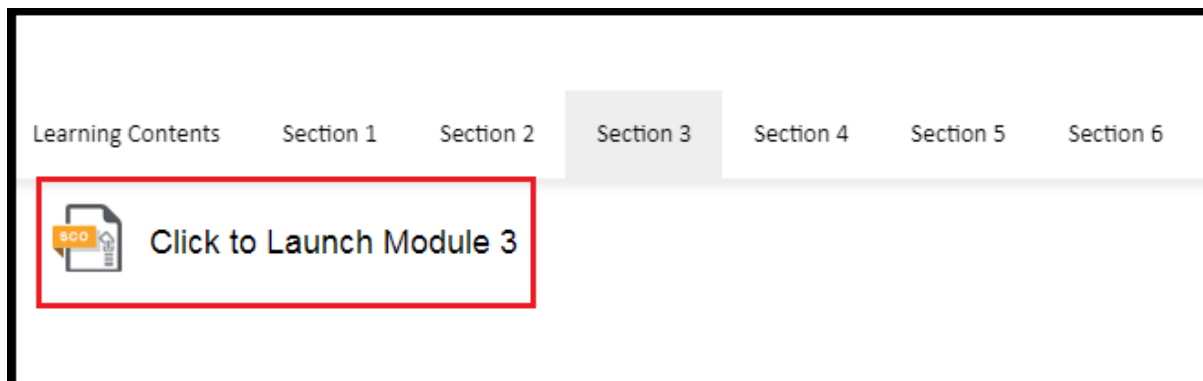 Learning Contents Section 1 Section 2 Section 3 Section 4 Section 5 Section 6
SCO
Click to Launch Module 3